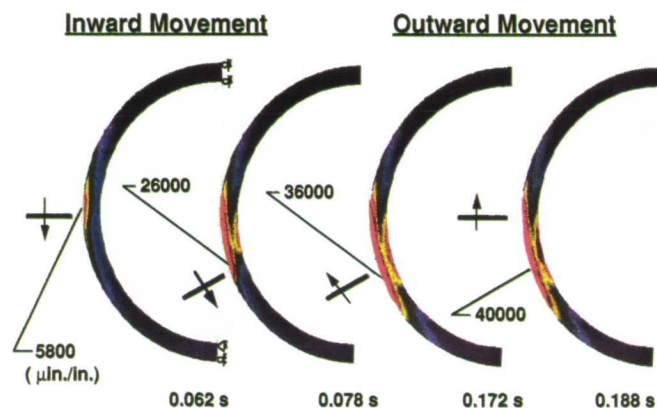 Inward Movement
Outward Movement
26000
36000
5800
( μin./in.)
40000
0.062 s
0.078 s
0.172 s
0.188 s